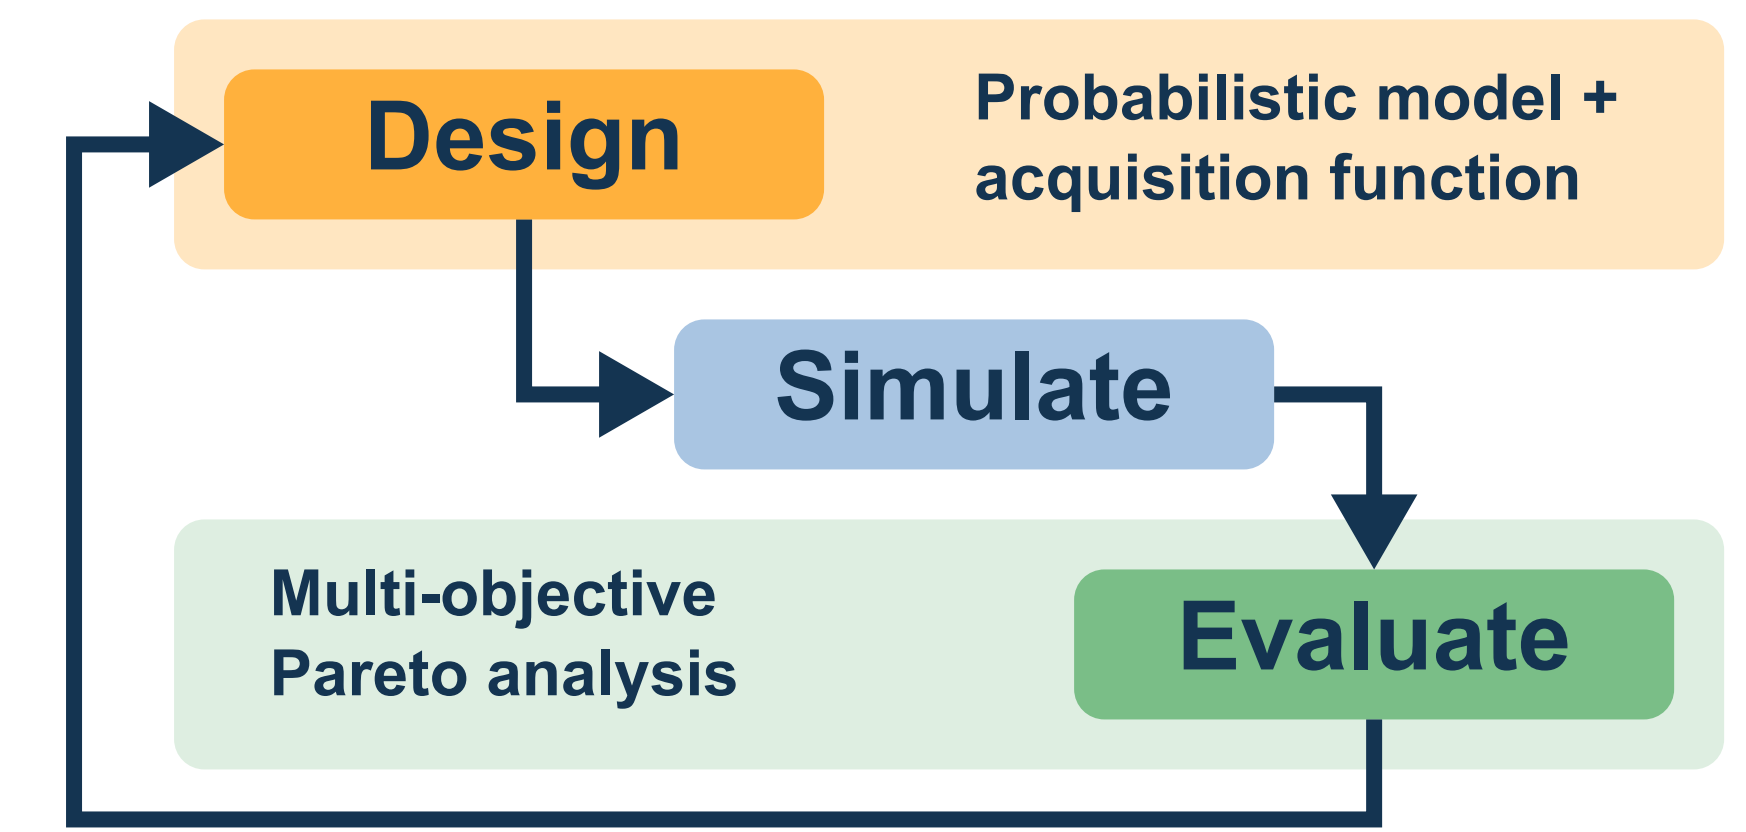 Design
Probabilistic model +
acquisition function
Simulate
Multi-objective
Pareto analysis
Evaluate